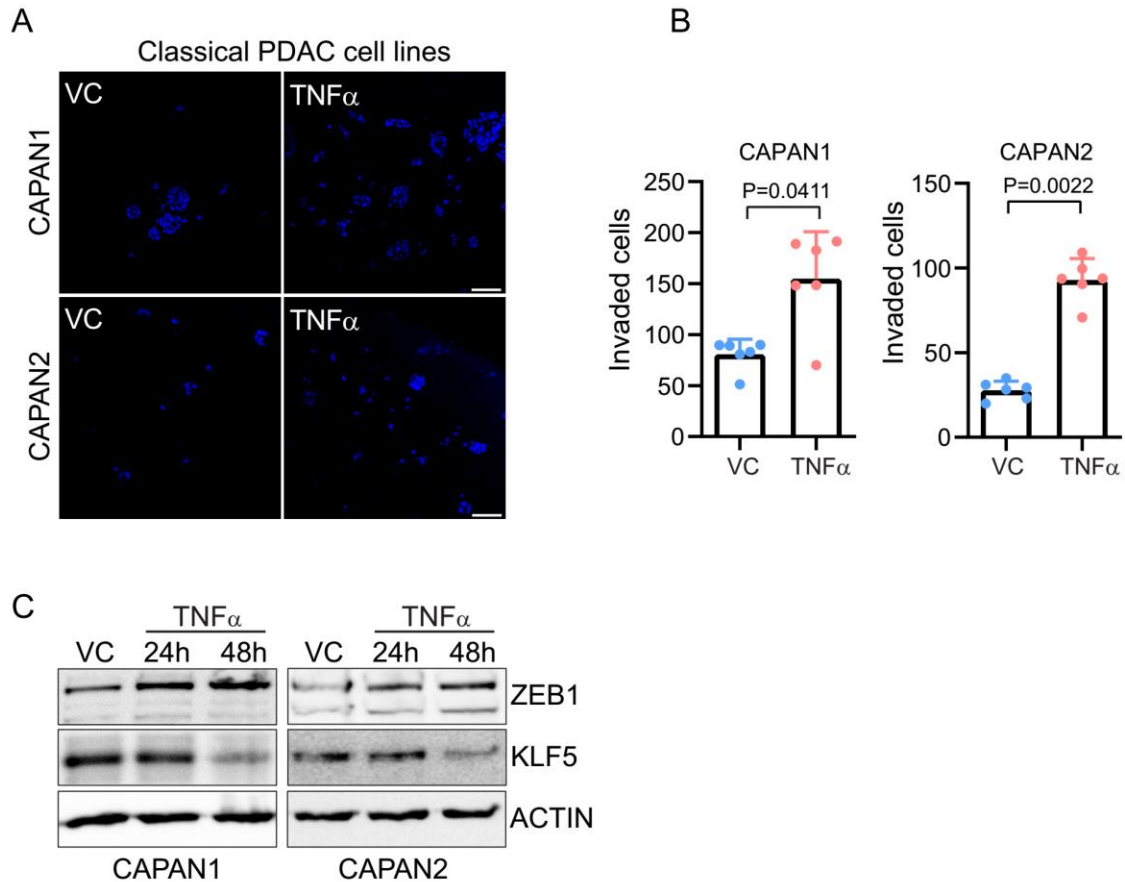 A
Classical PDAC cell lines
VC
TNFα
CAPAN1
VC
TNFα
CAPAN2
B
CAPAN1
P=0.0411
Invaded cells
250
200
150
100
50
0
VC
TNFα
CAPAN2
P=0.0022
Invaded cells
150
100
50
0
VC
TNFα
C
TNFα
VC
24h
48h
TNFα
VC
24h
48h
ZEB1
KLF5
ACTIN
CAPAN1
CAPAN2